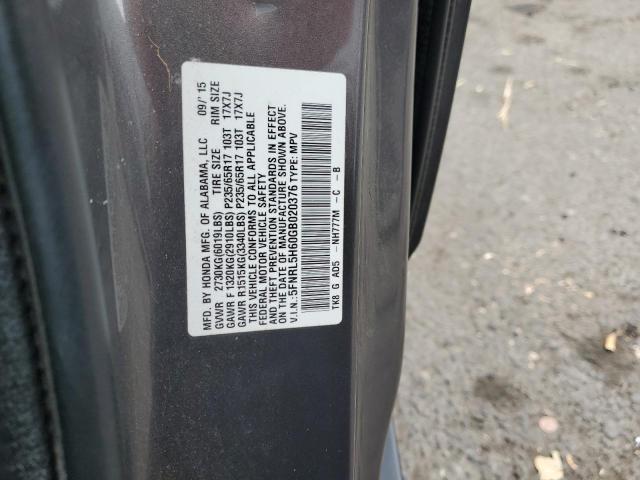 MFD. BY HONDA MFG. OF ALABAMA, LLC 09/'15
GVWR 2730KG(6019LBS) TIRE SIZE RIM SIZE
GAWR F 1320KG(2910LBS) P235/65R17 103T 17X7J
GAWR R1515KG(3340LBS) P235/65R17 103T 17X7J
THIS VEHICLE CONFORMS TO ALL APPLICABLE
FEDERAL MOTOR VEHICLE SAFETY
AND THEFT PREVENTION STANDARDS IN EFFECT
ON THE DATE OF MANUFACTURE SHOWN ABOVE.
V.I.N.:5FNRL5H60GB020376 TYPE: MPV
TK8 G A05 -NH777M -C -B